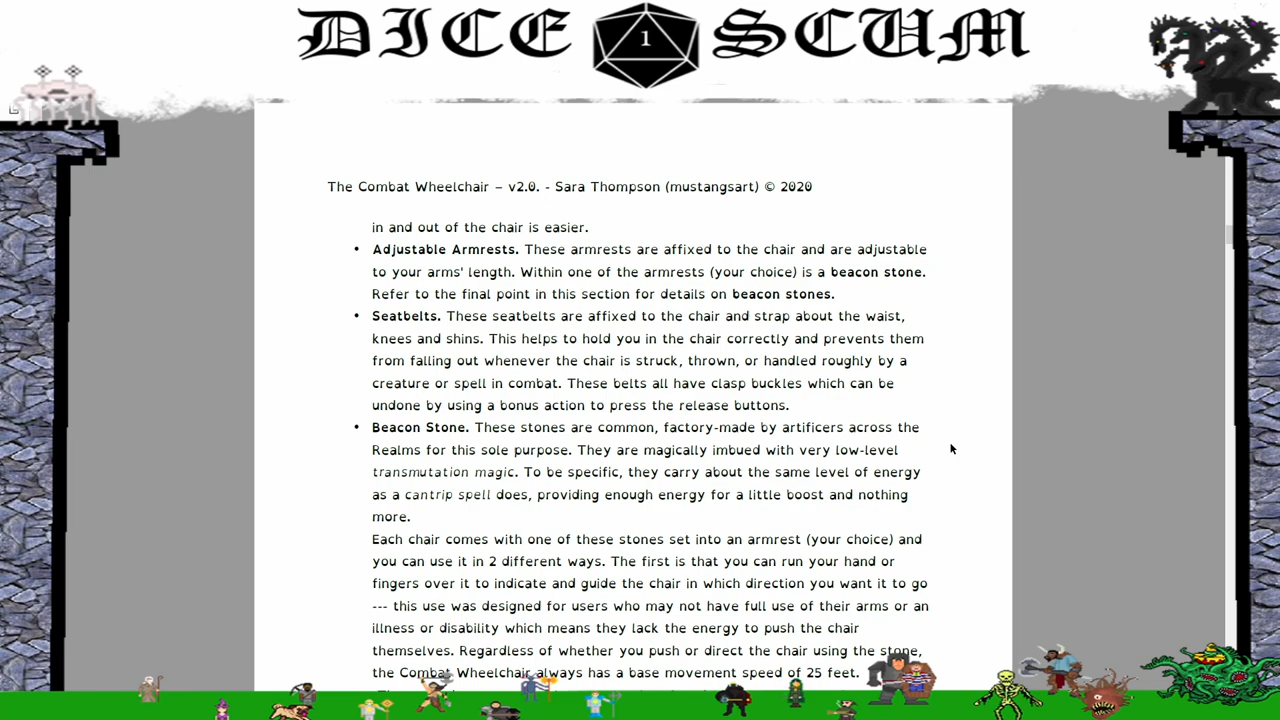 DICE 1 SCUM
The Combat Wheelchair – v2.0. - Sara Thompson (mustangsart) © 2020
in and out of the chair is easier.
• Adjustable Armrests. These armrests are affixed to the chair and are adjustable
to your arms' length. Within one of the armrests (your choice) is a beacon stone.
Refer to the final point in this section for details on beacon stones.
• Seatbelts. These seatbelts are affixed to the chair and strap about the waist,
knees and shins. This helps to hold you in the chair correctly and prevents them
from falling out whenever the chair is struck, thrown, or handled roughly by a
creature or spell in combat. These belts all have clasp buckles which can be
undone by using a bonus action to press the release buttons.
• Beacon Stone. These stones are common, factory-made by artificers across the
Realms for this sole purpose. They are magically imbued with very low-level
transmutation magic. To be specific, they carry about the same level of energy
as a cantrip spell does, providing enough energy for a little boost and nothing
more.
Each chair comes with one of these stones set into an armrest (your choice) and
you can use it in 2 different ways. The first is that you can run your hand or
fingers over it to indicate and guide the chair in which direction you want it to go
--- this use was designed for users who may not have full use of their arms or an
illness or disability which means they lack the energy to push the chair
themselves. Regardless of whether you push or direct the chair using the stone,
the Combat Wheelchair always has a base movement speed of 25 feet.